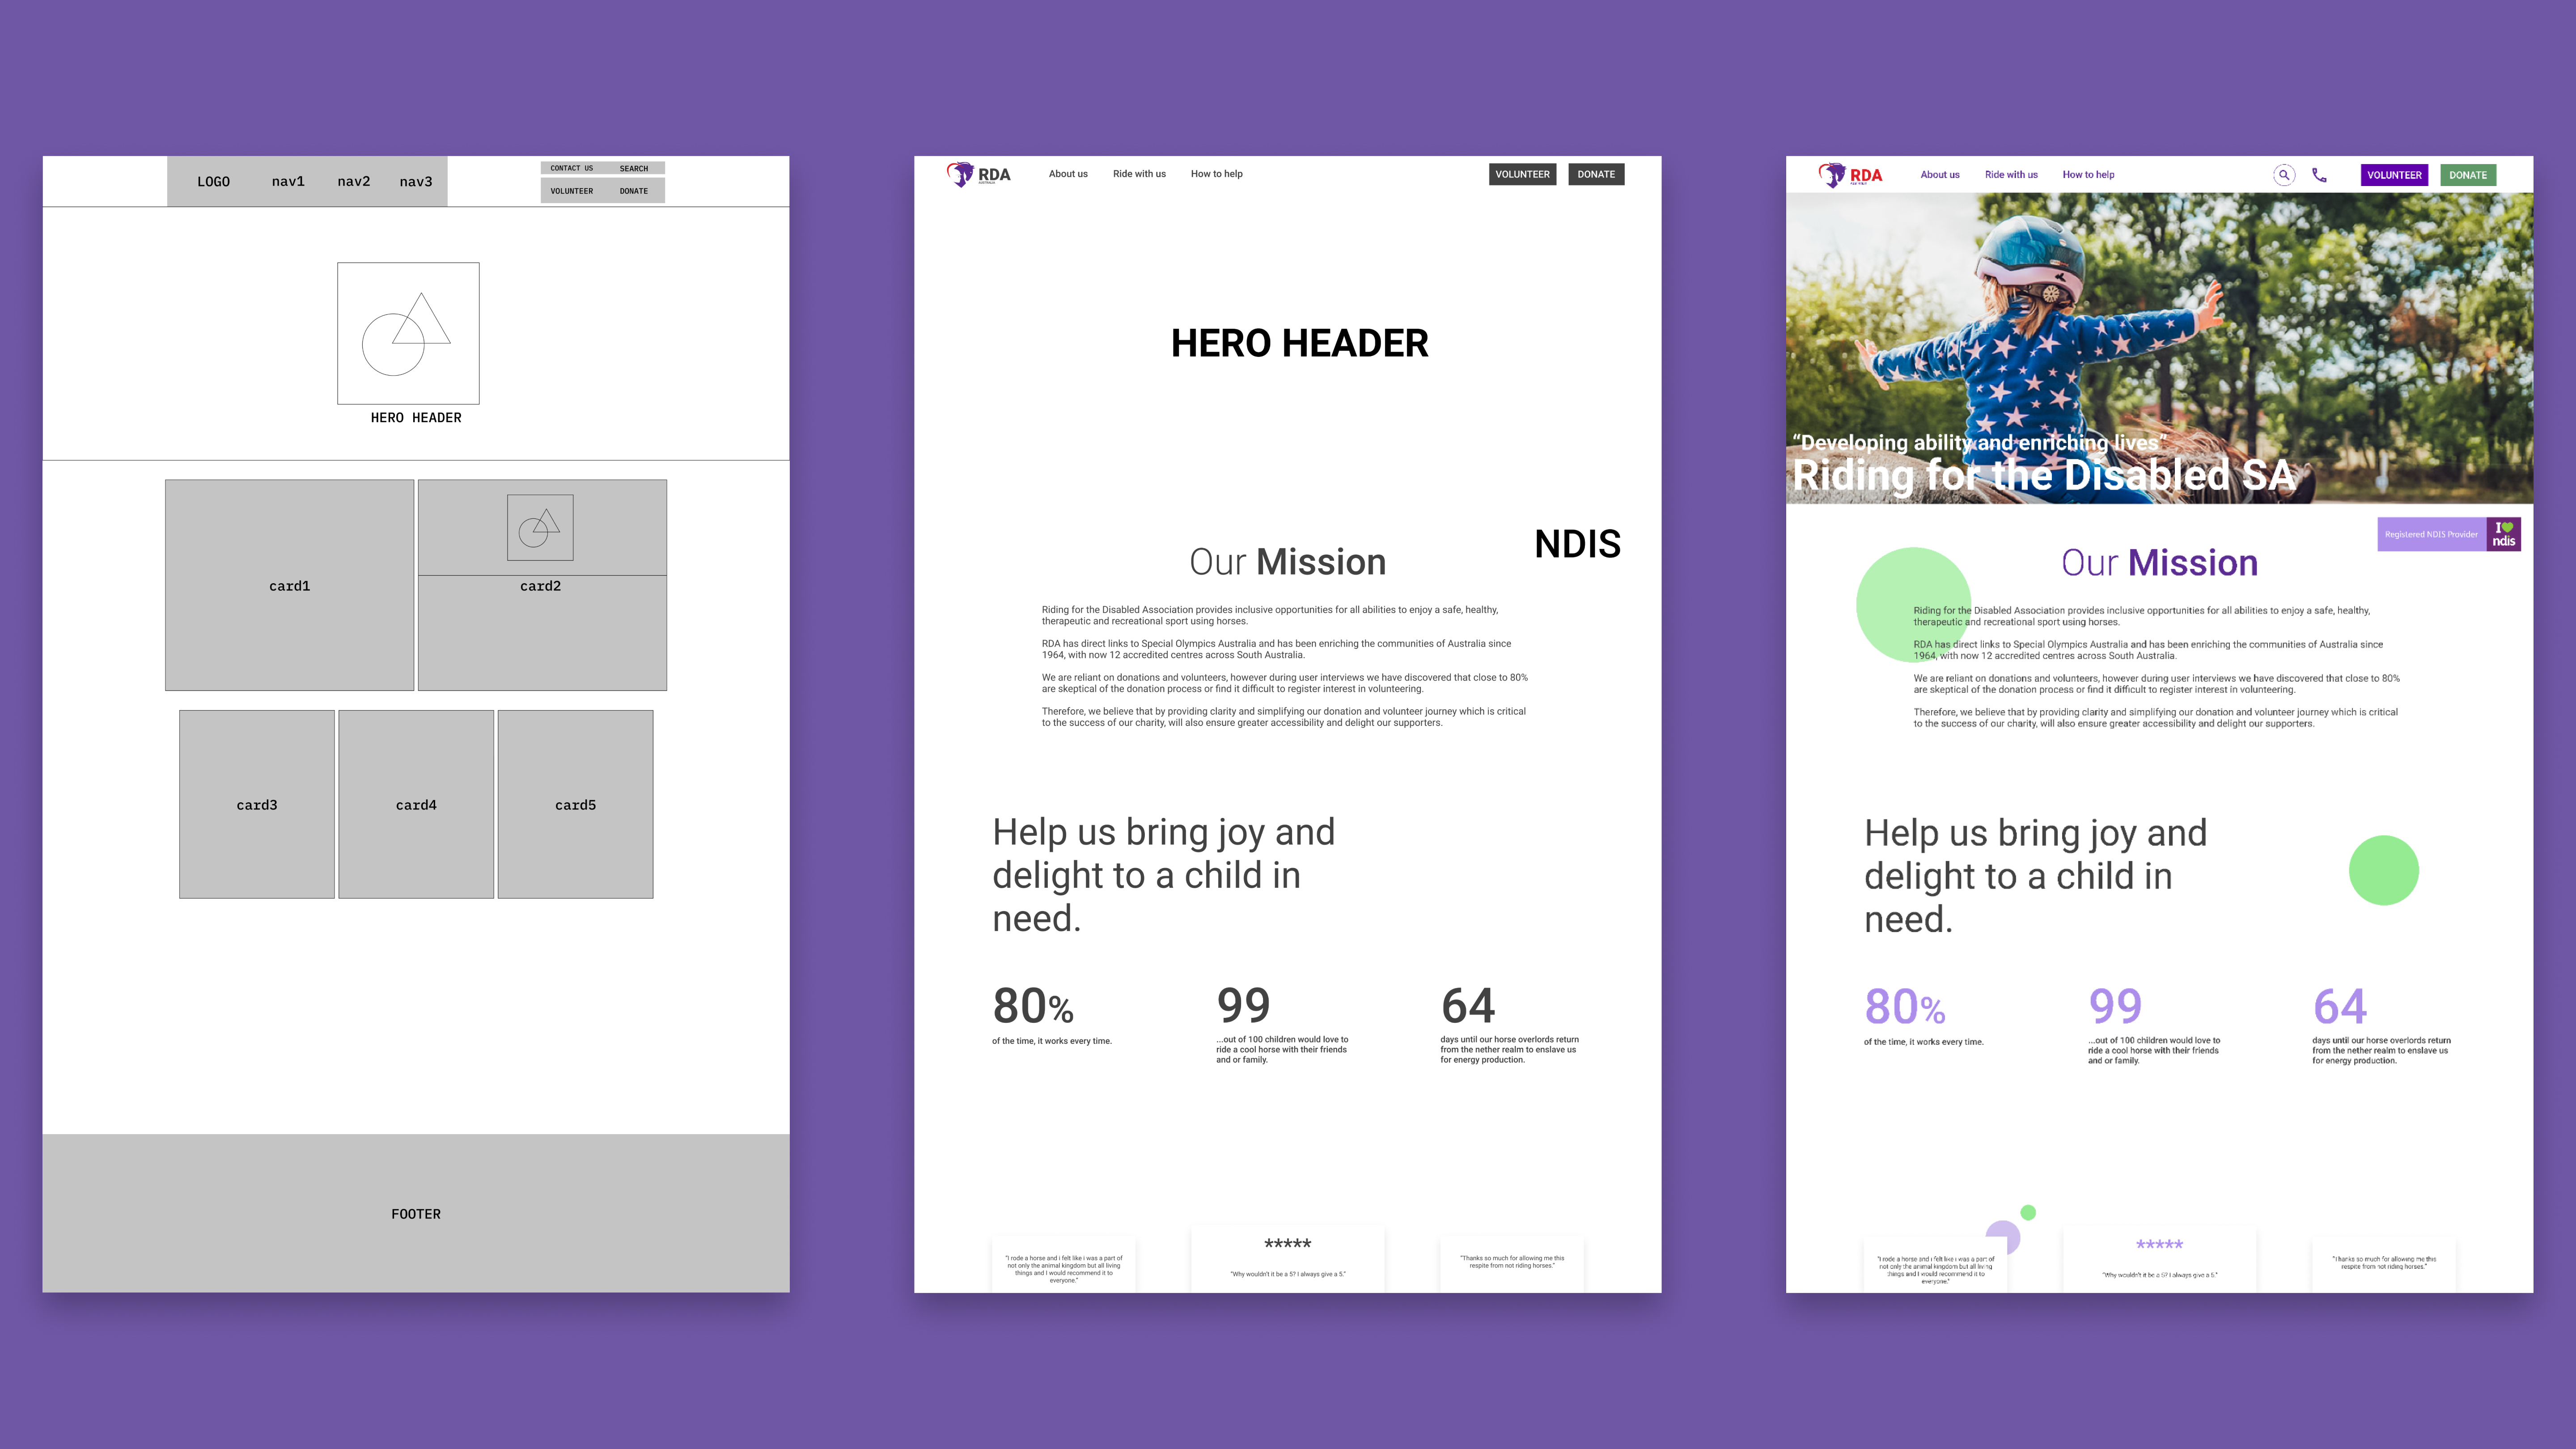 LOGO nav1 nav2 nav3
CONTACT US SEARCH
VOLUNTEER DONATE
HERO HEADER
card1
card2
card3
card4
card5
FOOTER
RDA
AUSTRALIA
About us Ride with us How to help
VOLUNTEER DONATE
HERO HEADER
NDIS
Our Mission
Riding for the Disabled Association provides inclusive opportunities for all abilities to enjoy a safe, healthy,
therapeutic and recreational sport using horses.
RDA has direct links to Special Olympics Australia and has been enriching the communities of Australia since
1964, with now 12 accredited centres across South Australia.
We are reliant on donations and volunteers, however during user interviews we have discovered that close to 80%
are skeptical of the donation process or find it difficult to register interest in volunteering.
Therefore, we believe that by providing clarity and simplifying our donation and volunteer journey which is critical
to the success of our charity, will also ensure greater accessibility and delight our supporters.
Help us bring joy and
delight to a child in
need.
80%
of the time, it works every time.
99
...out of 100 children would love to
ride a cool horse with their friends
and or family.
64
days until our horse overlords return
from the nether realm to enslave us
for energy production.
"I rode a horse and i felt like i was a part of
not only the animal kingdom but all living
things and I would recommend it to
everyone."
*****
"Why wouldn't it be a 5? I always give a 5."
"Thanks so much for allowing me this
respite from not riding horses."
RDA
About us Ride with us How to help
VOLUNTEER DONATE
“Developing ability and enriching lives”
Riding for the Disabled SA
Registered NDIS Provider
I
ndis
Our Mission
Riding for the Disabled Association provides inclusive opportunities for all abilities to enjoy a safe, healthy,
therapeutic and recreational sport using horses.
RDA has direct links to Special Olympics Australia and has been enriching the communities of Australia since
1964, with now 12 accredited centres across South Australia.
We are reliant on donations and volunteers, however during user interviews we have discovered that close to 80%
are skeptical of the donation process or find it difficult to register interest in volunteering.
Therefore, we believe that by providing clarity and simplifying our donation and volunteer journey which is critical
to the success of our charity, will also ensure greater accessibility and delight our supporters.
Help us bring joy and
delight to a child in
need.
80%
of the time, it works every time.
99
...out of 100 children would love to
ride a cool horse with their friends
and or family.
64
days until our horse overlords return
from the nether realm to enslave us
for energy production.
"I rode a horse and i felt like i was a part of
not only the animal kingdom but all living
things and I would recommend it to
everyone."
*****
"Why wouldn't it be a 5? I always give a 5."
"Thanks so much for allowing me this
respite from not riding horses."